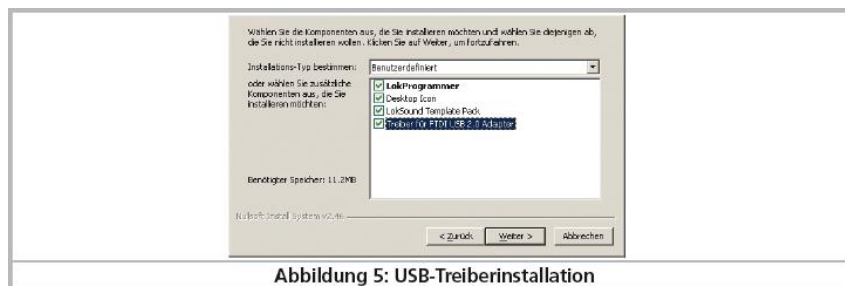 Wählen Sie die Komponenten aus, die Sie installieren möchten und wählen Sie diejenigen ab,
die Sie nicht installieren wollen. Klicken Sie auf Weiter, um fortzufahren.
Installations-Typ bestimmen:
Benutzerdefiniert
oder wählen Sie zusätzliche
Komponenten aus, die Sie
installieren möchten:
LokProgrammer
Desktop Icon
LokSound Template Pack
Treiber für FTDI USB 2.0 Adapter
Benötigter Speicher: 11.2MB
Nullsoft Install System v2.46
< Zurück
Weiter >
Abbrechen
Abbildung 5: USB-Treiberinstallation